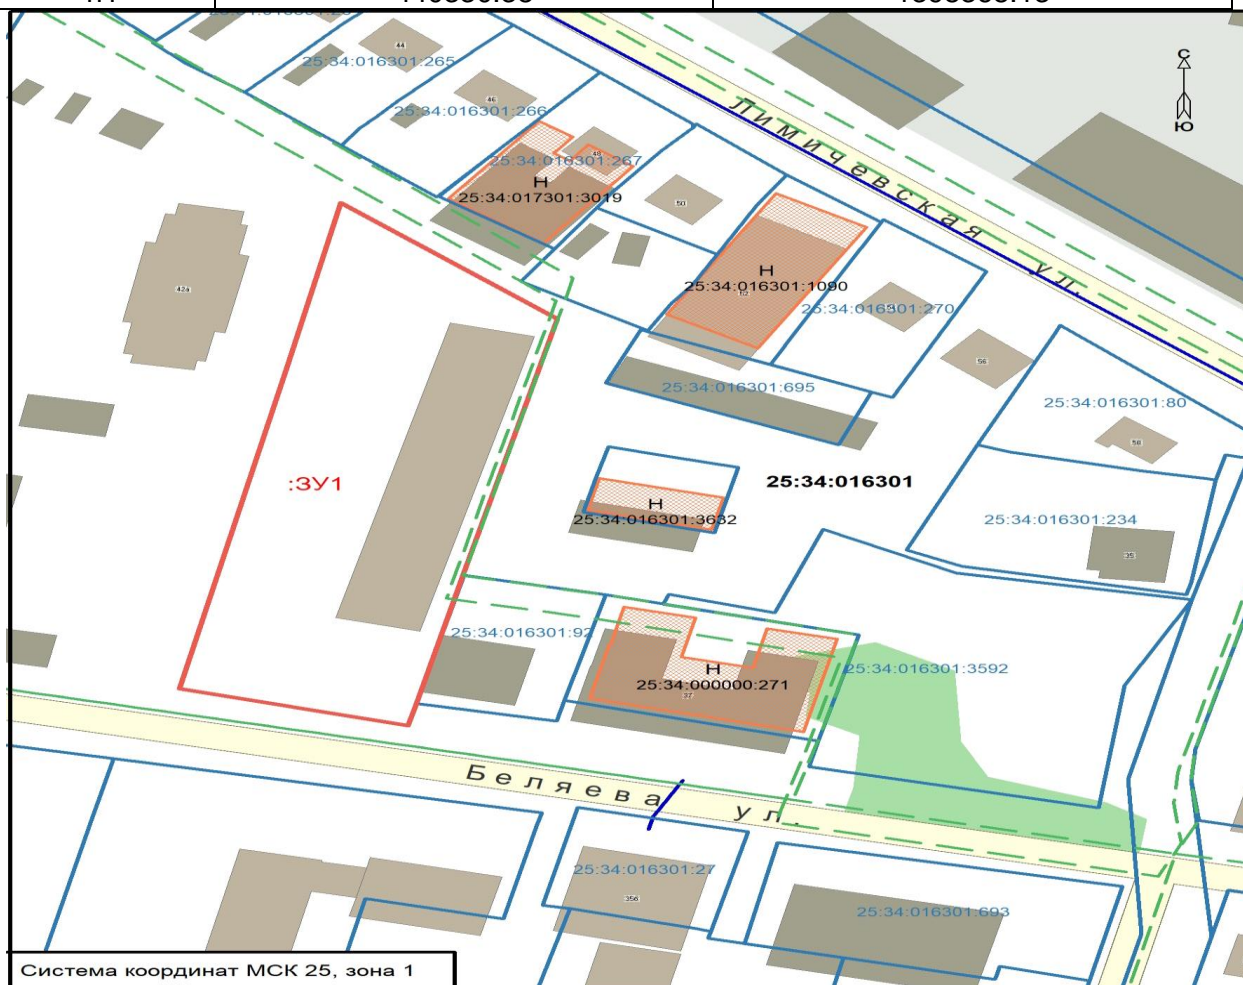 44
25:34:016301:265
С
46
25:34:016301:266
Лимичевская ул.
Ю
48
25:34:016301:267
Н
25:34:017301:3019
50
42а
Н
25:34:016301:1090
52
25:34:016301:270
56
25:34:016301:695
25:34:016301:80
58
:ЗУ1
25:34:016301
Н
25:34:016301:3632
25:34:016301:234
39
25:34:016301:92
Н
25:34:000000:271
37
25:34:016301:3592
Беляева ул.
25:34:016301:27
35б
25:34:016301:693
Система координат МСК 25, зона 1